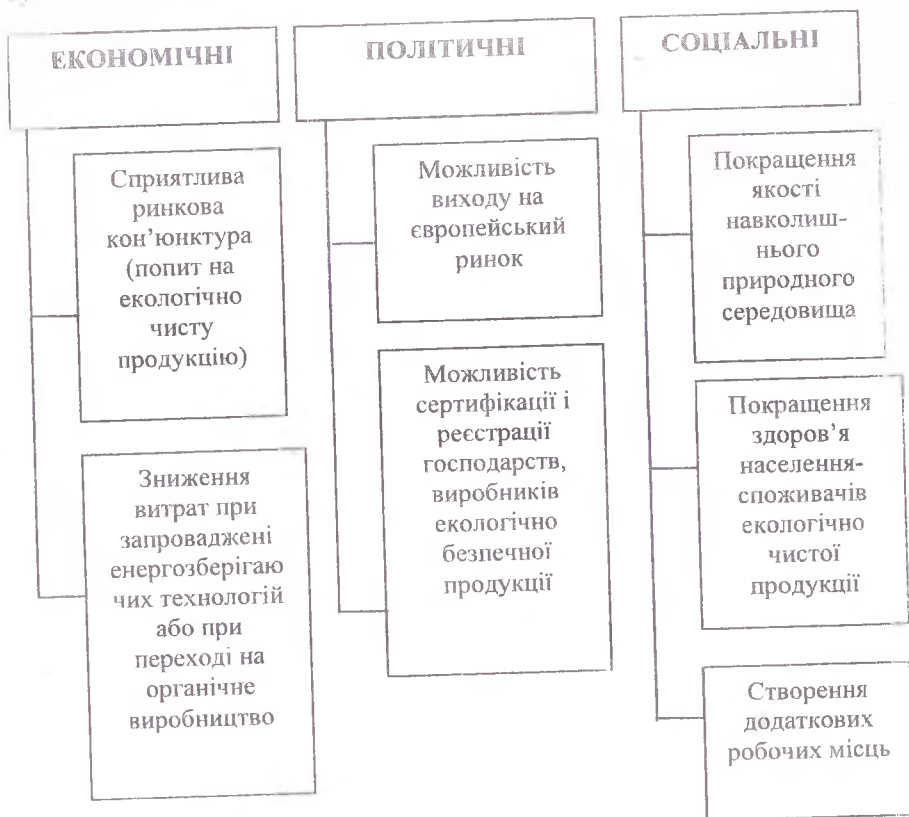 ЕКОНОМІЧНІ
Сприятлива
ринкова
кон’юнктура
(попит на
екологічно
чисту
продукцію)
Зниження
витрат при
запроваджені
енергозберігаю
чих технологій
або при
переході на
органічне
виробництво
ПОЛІТИЧНІ
Можливість
виходу на
європейський
ринок
Можливість
сертифікації і
реєстрації
господарств,
виробників
екологічно
безпечної
продукції
СОЦІАЛЬНІ
Покращення
якості
навколиш-
нього
природного
середовища
Покращення
здоров’я
населення-
споживачів
екологічно
чистої
продукції
Створення
додаткових
робочих місць